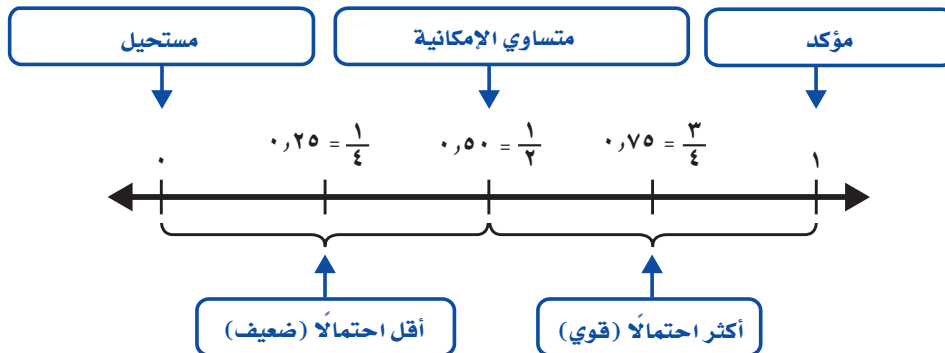 مؤكد
متساوي الإمكانية
مستحيل
٠
٠,٢٥ = ١/٤
٠,٥٠ = ١/٢
٠,٧٥ = ٣/٤
١
أكثر احتمالًا (قوي)
أقل احتمالًا (ضعيف)